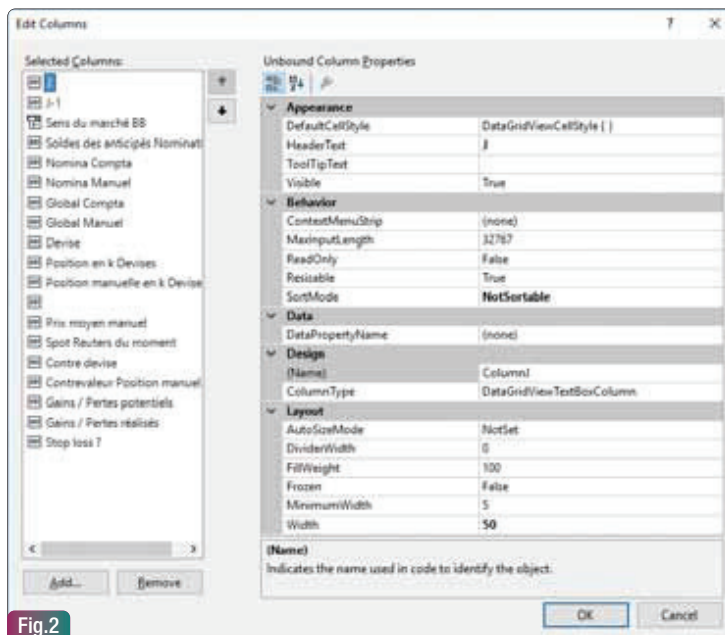 Edit Columns
? ×
Selected Columns:
J
J-1
Sens du marché BB
Soldes des anticipés Nominati
Nomina Compta
Nomina Manuel
Global Compta
Global Manuel
Devise
Position en k Devises
Position manuelle en k Devise
Prix moyen manuel
Spot Reuters du moment
Contre devise
Contrevaleur Position manuel
Gains / Pertes potentiels
Gains / Pertes réalisés
Stop loss ?
Add...
Remove
Unbound Column Properties
Appearance
DefaultCellStyle DataGridViewCellStyle { }
HeaderText J
ToolTipText
Visible True
Behavior
ContextMenuStrip (none)
MaxInputLength 32767
ReadOnly False
Resizable True
SortMode NotSortable
Data
DataPropertyName (none)
Design
(Name) ColumnJ
ColumnType DataGridViewTextBoxColumn
Layout
AutoSizeMode NotSet
DividerWidth 0
FillWeight 100
Frozen False
MinimumWidth 5
Width 50
(Name)
Indicates the name used in code to identify the object.
OK
Cancel
Fig.2